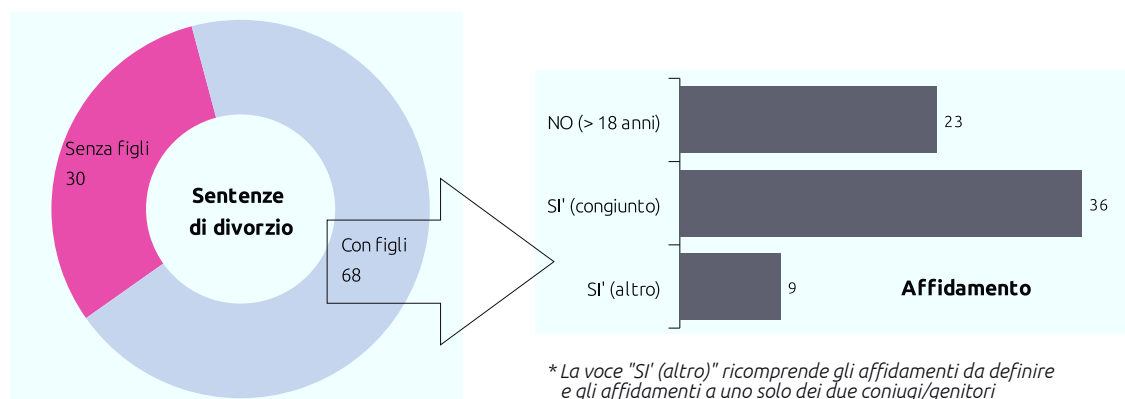 Senza figli
30
Sentenze
di divorzio
Con figli
68
NO (> 18 anni)
23
SI' (congiunto)
36
SI' (altro)
9
Affidamento
* La voce "SI' (altro)" ricomprende gli affidamenti da definire
e gli affidamenti a uno solo dei due coniugi/genitori